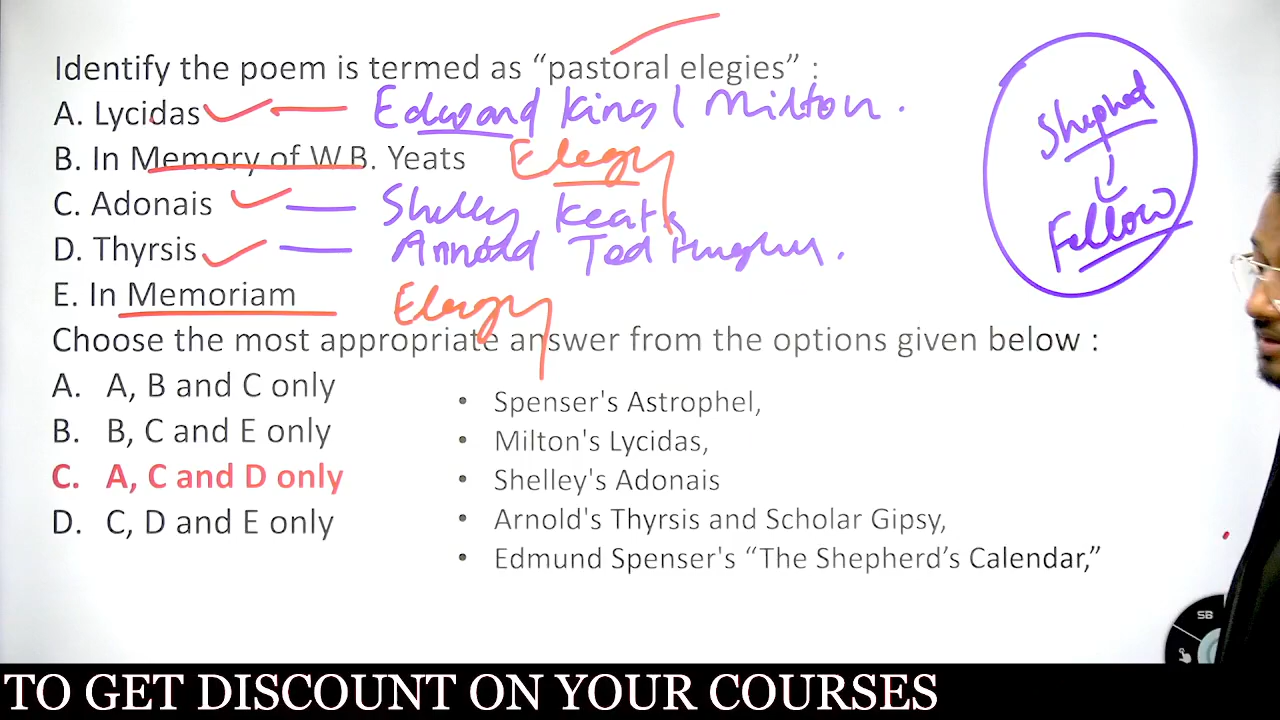 Identify the poem is termed as “pastoral elegies” :
A. Lycidas Edward King | Milton.
B. In Memory of W.B. Yeats Elegy
C. Adonais Shelley Keats
D. Thyrsis Arnold Ted Hughes.
E. In Memoriam Elegy
Shephed
Fellow
Choose the most appropriate answer from the options given below :
A. A, B and C only
B. B, C and E only
C. A, C and D only
D. C, D and E only
• Spenser's Astrophel,
• Milton's Lycidas,
• Shelley's Adonais
• Arnold's Thyrsis and Scholar Gipsy,
• Edmund Spenser's “The Shepherd’s Calendar,”
SB
TO GET DISCOUNT ON YOUR COURSES